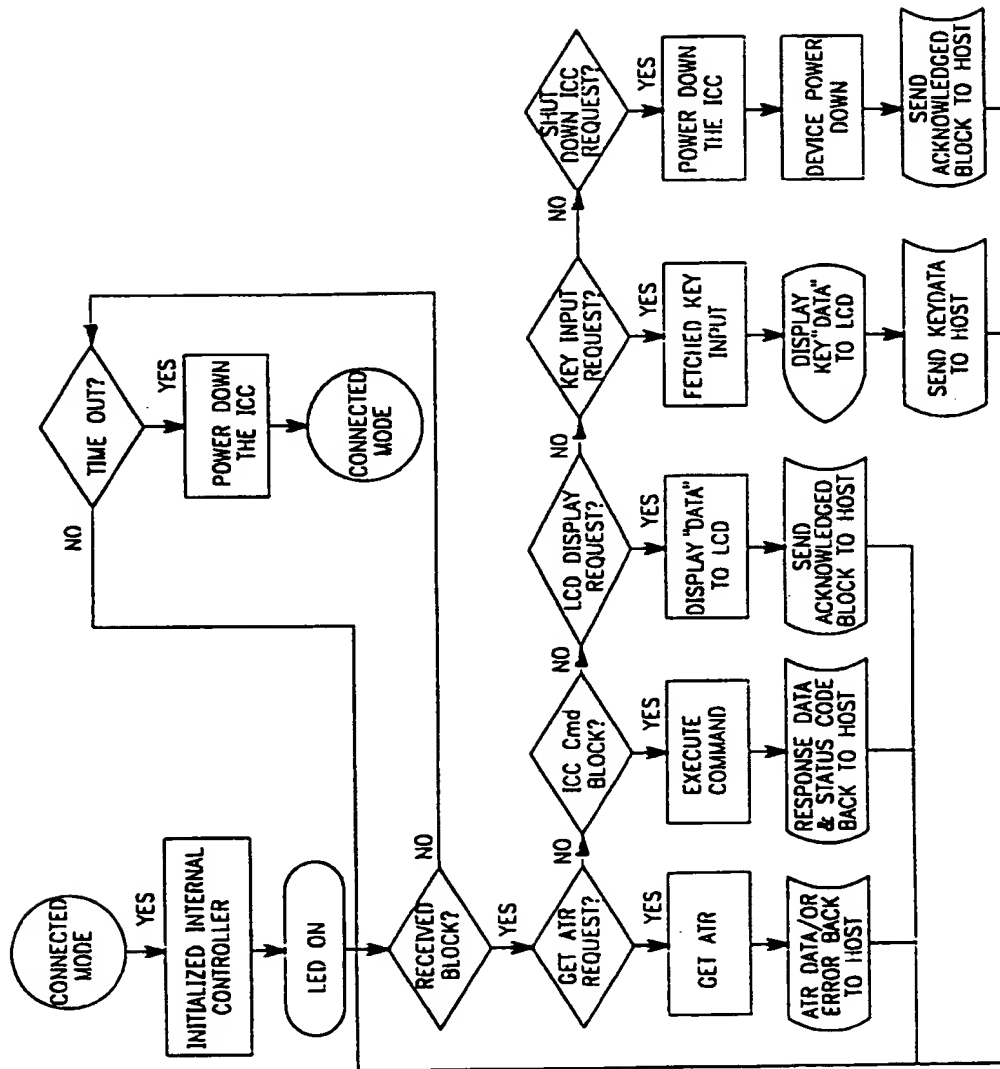 CONNECTED
MODE
YES
INITIALIZED INTERNAL
CONTROLLER
LED ON
RECEIVED
BLOCK?
NO
YES
TIME OUT?
NO
YES
POWER DOWN
THE ICC
CONNECTED
MODE
GET ATR
REQUEST?
NO
YES
GET ATR
ATR DATA/OR
ERROR BACK
TO HOST
ICC Cmd
BLOCK?
NO
YES
EXECUTE
COMMAND
RESPONSE DATA
& STATUS CODE
BACK TO HOST
LCD DISPLAY
REQUEST?
NO
YES
DISPLAY "DATA"
TO LCD
SEND
ACKNOWLEDGED
BLOCK TO HOST
KEY INPUT
REQUEST?
NO
YES
FETCHED KEY
INPUT
DISPLAY
KEY"DATA"
TO LCD
SEND KEYDATA
TO HOST
SHUT
DOWN ICC
REQUEST?
YES
POWER DOWN
THE ICC
DEVICE POWER
DOWN
SEND
ACKNOWLEDGED
BLOCK TO HOST